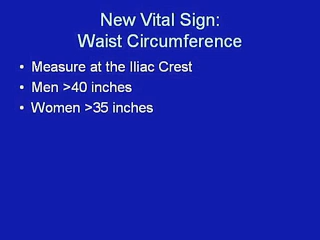 New Vital Sign:
Waist Circumference
• Measure at the Iliac Crest
• Men >40 inches
• Women >35 inches